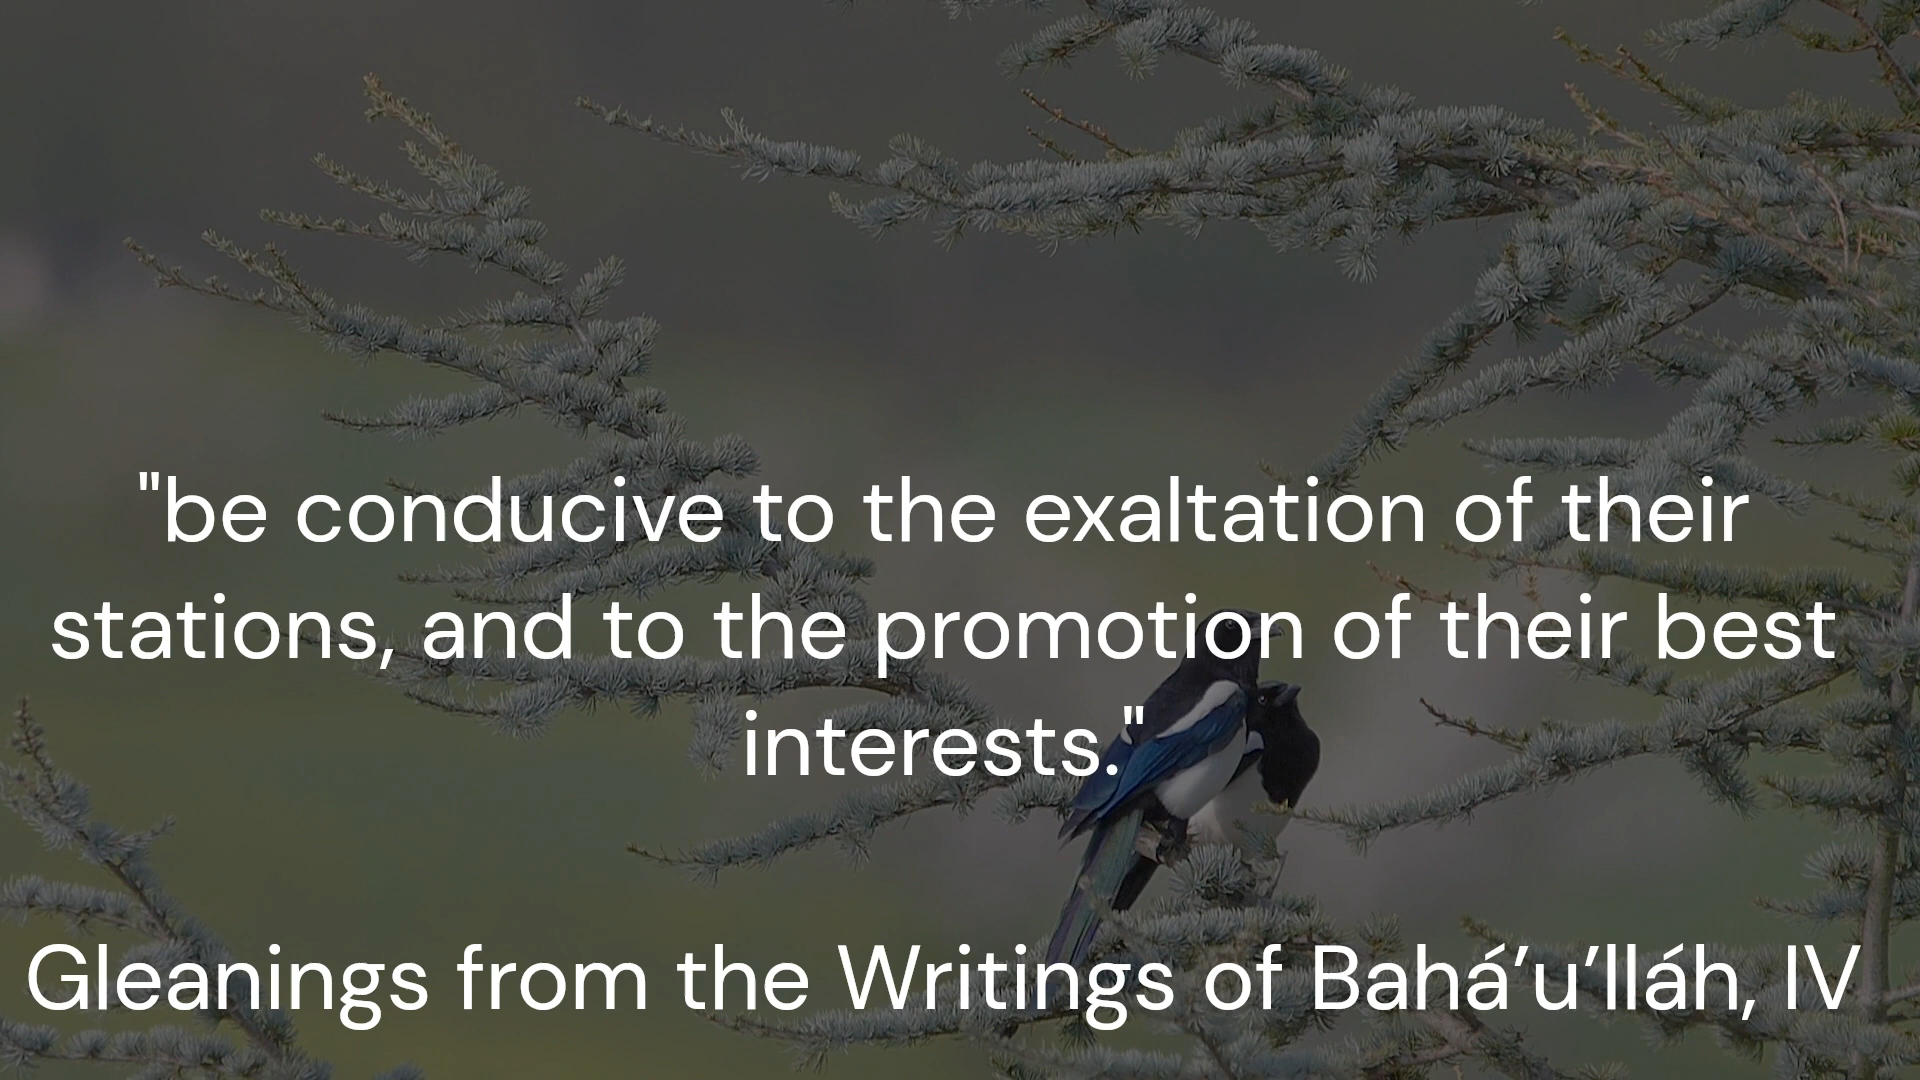 "be conducive to the exaltation of their
stations, and to the promotion of their best
interests."
Gleanings from the Writings of Bahá’u’lláh, IV